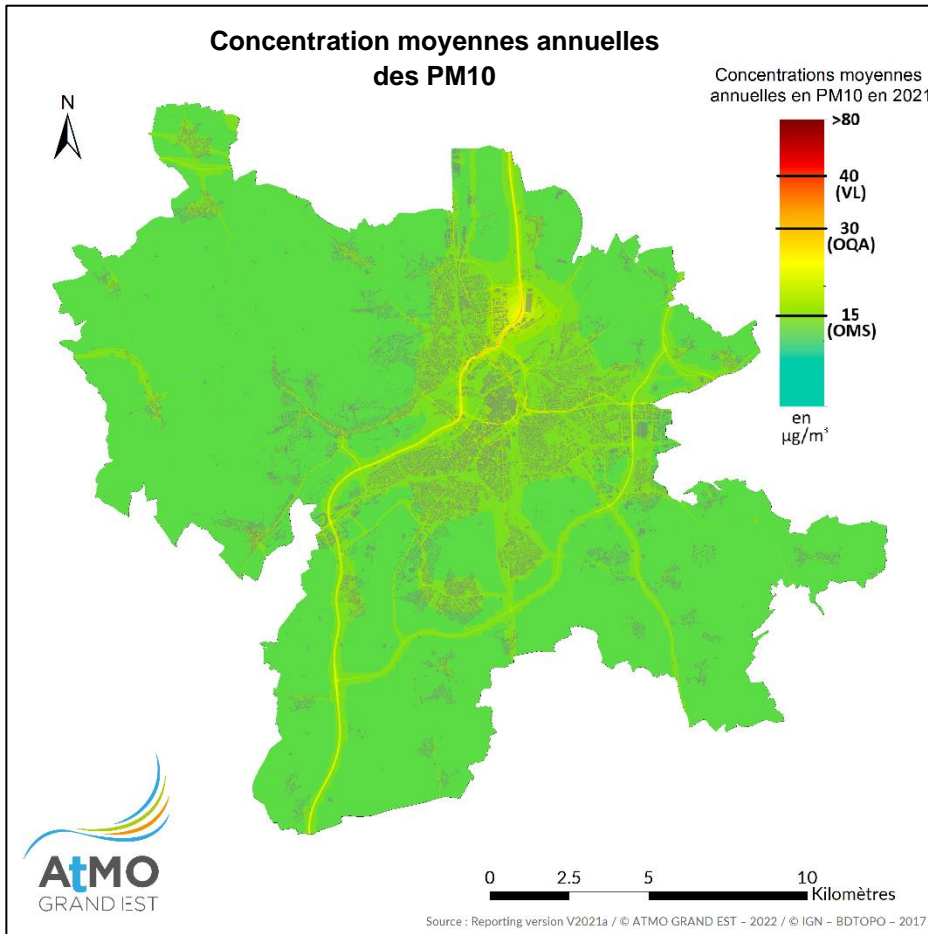 Concentration moyennes annuelles
des PM10
N
Concentrations moyennes
annuelles en PM10 en 2021
>80
40
(VL)
30
(OQA)
15
(OMS)
en
µg/m³
AtMO
GRAND EST
0 2.5 5 10
Kilomètres
Source : Reporting version V2021a / © ATMO GRAND EST – 2022 / © IGN – BDTOPO – 2017